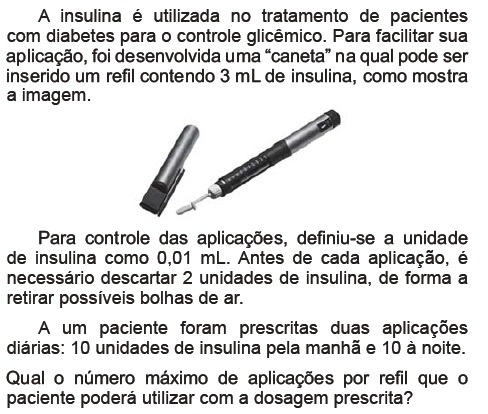 A insulina é utilizada no tratamento de pacientes
com diabetes para o controle glicêmico. Para facilitar sua
aplicação, foi desenvolvida uma “caneta” na qual pode ser
inserido um refil contendo 3 mL de insulina, como mostra
a imagem.
Para controle das aplicações, definiu-se a unidade
de insulina como 0,01 mL. Antes de cada aplicação, é
necessário descartar 2 unidades de insulina, de forma a
retirar possíveis bolhas de ar.
A um paciente foram prescritas duas aplicações
diárias: 10 unidades de insulina pela manhã e 10 à noite.
Qual o número máximo de aplicações por refil que o
paciente poderá utilizar com a dosagem prescrita?